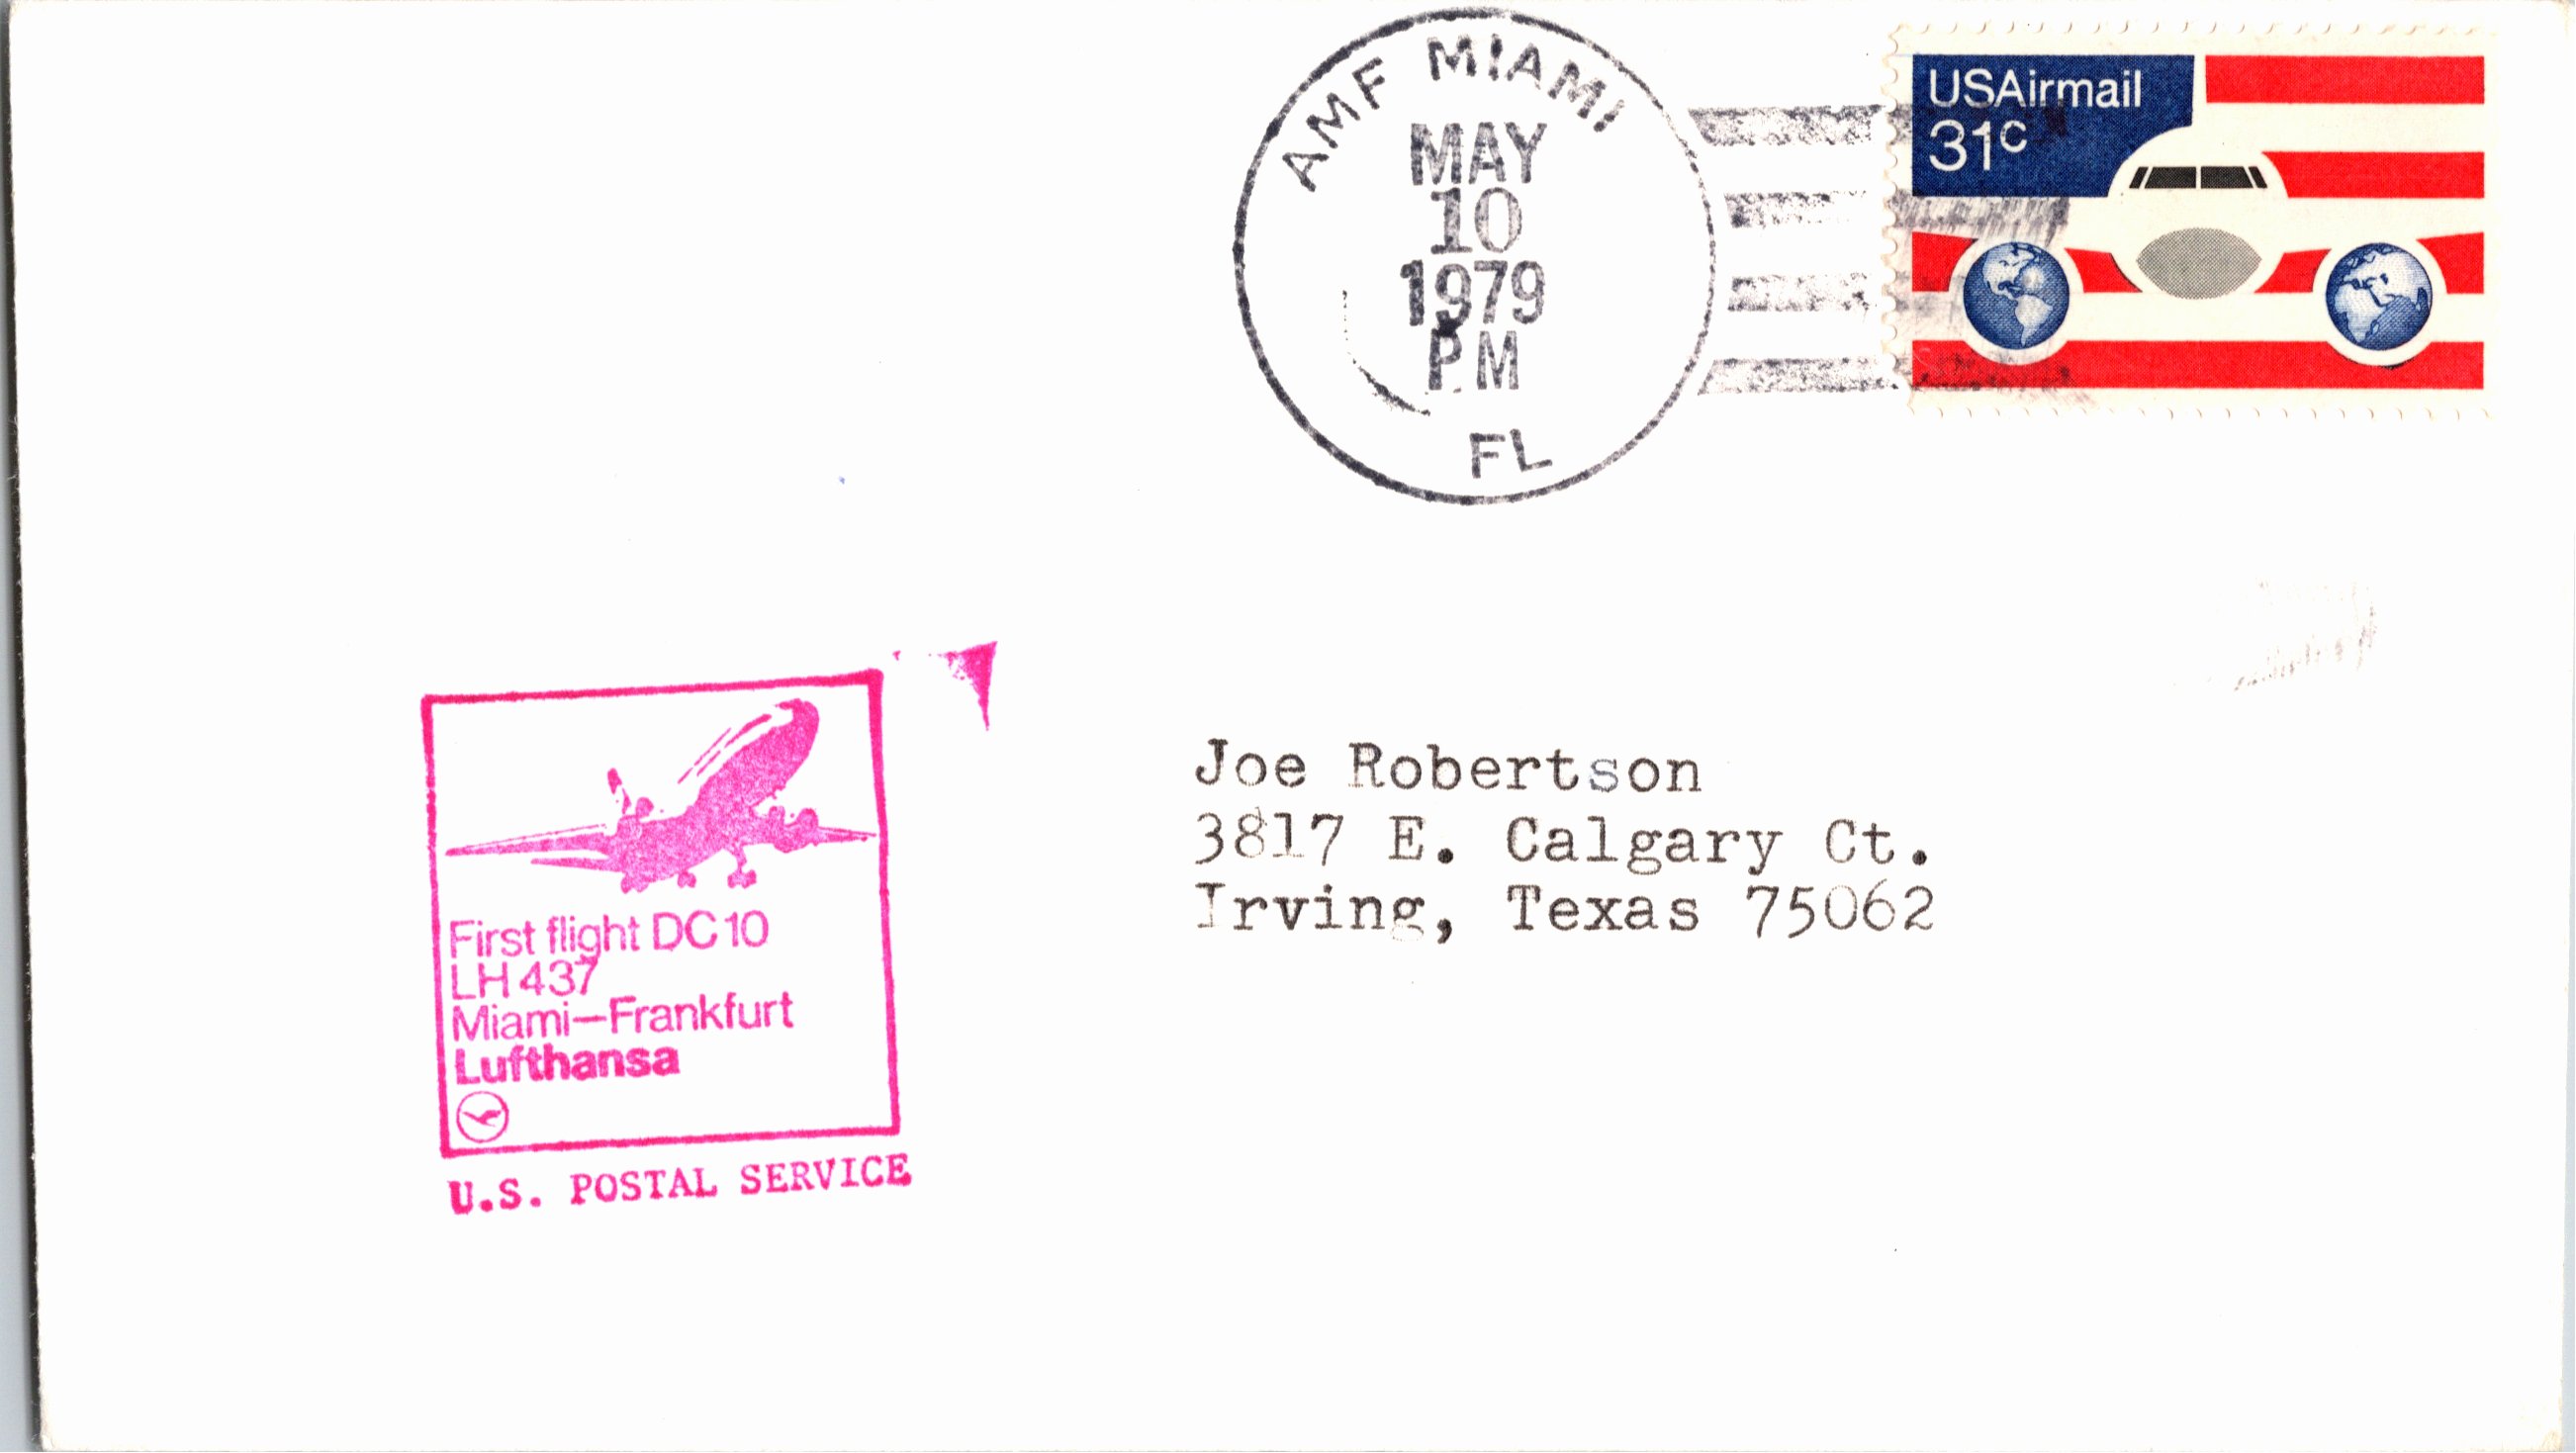 AMF MIAMI
MAY
10
1979
PM
FL
USAirmail
31c
Joe Robertson
3817 E. Calgary Ct.
Irving, Texas 75062
First flight DC10
LH 437
Miami—Frankfurt
Lufthansa
U.S. POSTAL SERVICE